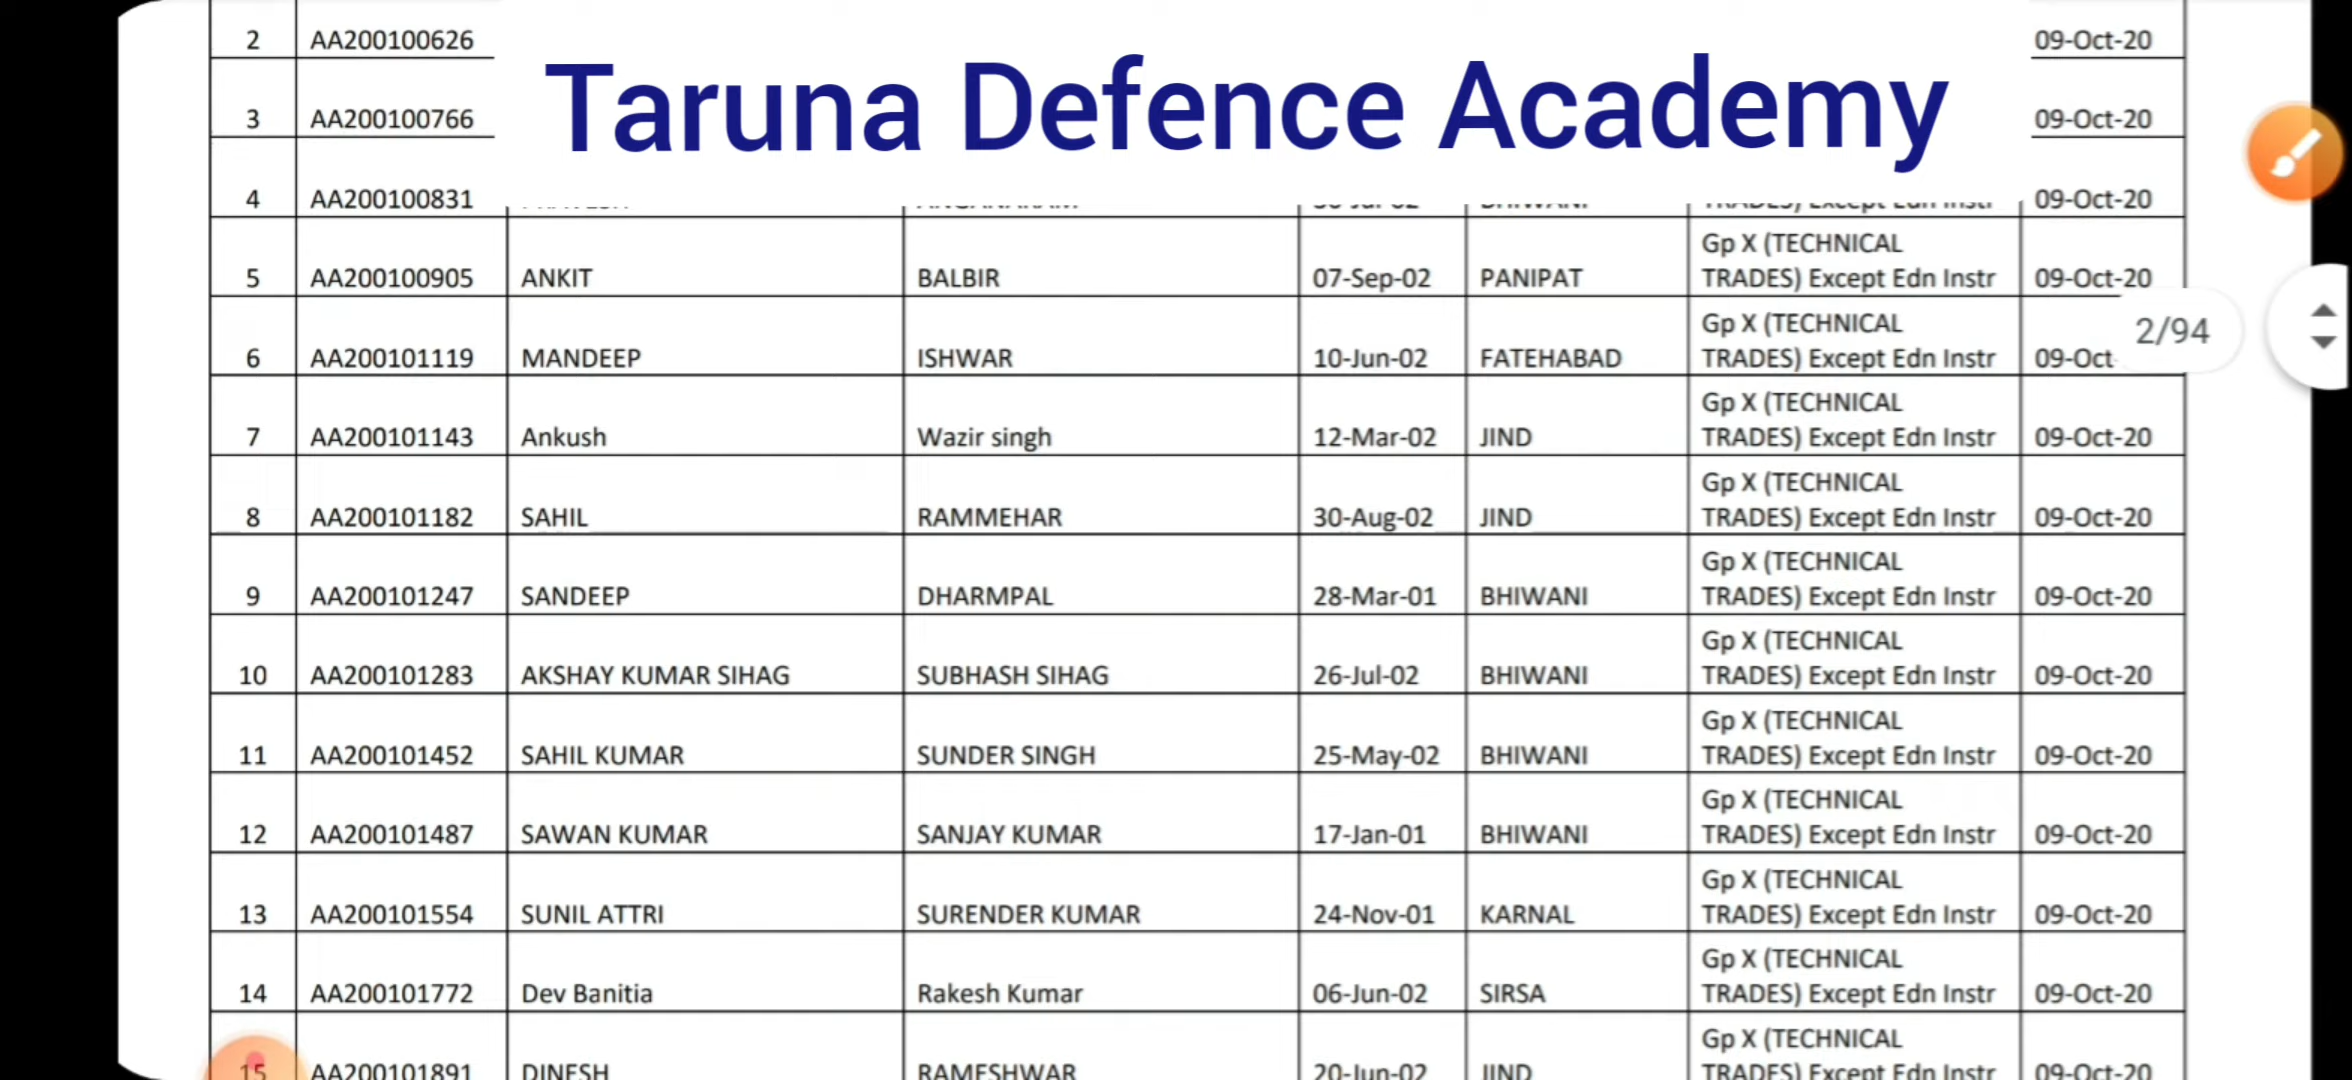 2 AA200100626 09-Oct-20
Taruna Defence Academy
3 AA200100766 09-Oct-20
4 AA200100831 09-Oct-20
Gp X (TECHNICAL
5 AA200100905 ANKIT BALBIR 07-Sep-02 PANIPAT TRADES) Except Edn Instr 09-Oct-20
Gp X (TECHNICAL
2/94
6 AA200101119 MANDEEP ISHWAR 10-Jun-02 FATEHABAD TRADES) Except Edn Instr 09-Oct
Gp X (TECHNICAL
7 AA200101143 Ankush Wazir singh 12-Mar-02 JIND TRADES) Except Edn Instr 09-Oct-20
Gp X (TECHNICAL
8 AA200101182 SAHIL RAMMEHAR 30-Aug-02 JIND TRADES) Except Edn Instr 09-Oct-20
Gp X (TECHNICAL
9 AA200101247 SANDEEP DHARMPAL 28-Mar-01 BHIWANI TRADES) Except Edn Instr 09-Oct-20
Gp X (TECHNICAL
10 AA200101283 AKSHAY KUMAR SIHAG SUBHASH SIHAG 26-Jul-02 BHIWANI TRADES) Except Edn Instr 09-Oct-20
Gp X (TECHNICAL
11 AA200101452 SAHIL KUMAR SUNDER SINGH 25-May-02 BHIWANI TRADES) Except Edn Instr 09-Oct-20
Gp X (TECHNICAL
12 AA200101487 SAWAN KUMAR SANJAY KUMAR 17-Jan-01 BHIWANI TRADES) Except Edn Instr 09-Oct-20
Gp X (TECHNICAL
13 AA200101554 SUNIL ATTRI SURENDER KUMAR 24-Nov-01 KARNAL TRADES) Except Edn Instr 09-Oct-20
Gp X (TECHNICAL
14 AA200101772 Dev Banitia Rakesh Kumar 06-Jun-02 SIRSA TRADES) Except Edn Instr 09-Oct-20
Gp X (TECHNICAL
15 AA200101891 DINESH RAMESHWAR 20-Jun-02 JIND TRADES) Except Edn Instr 09-Oct-20